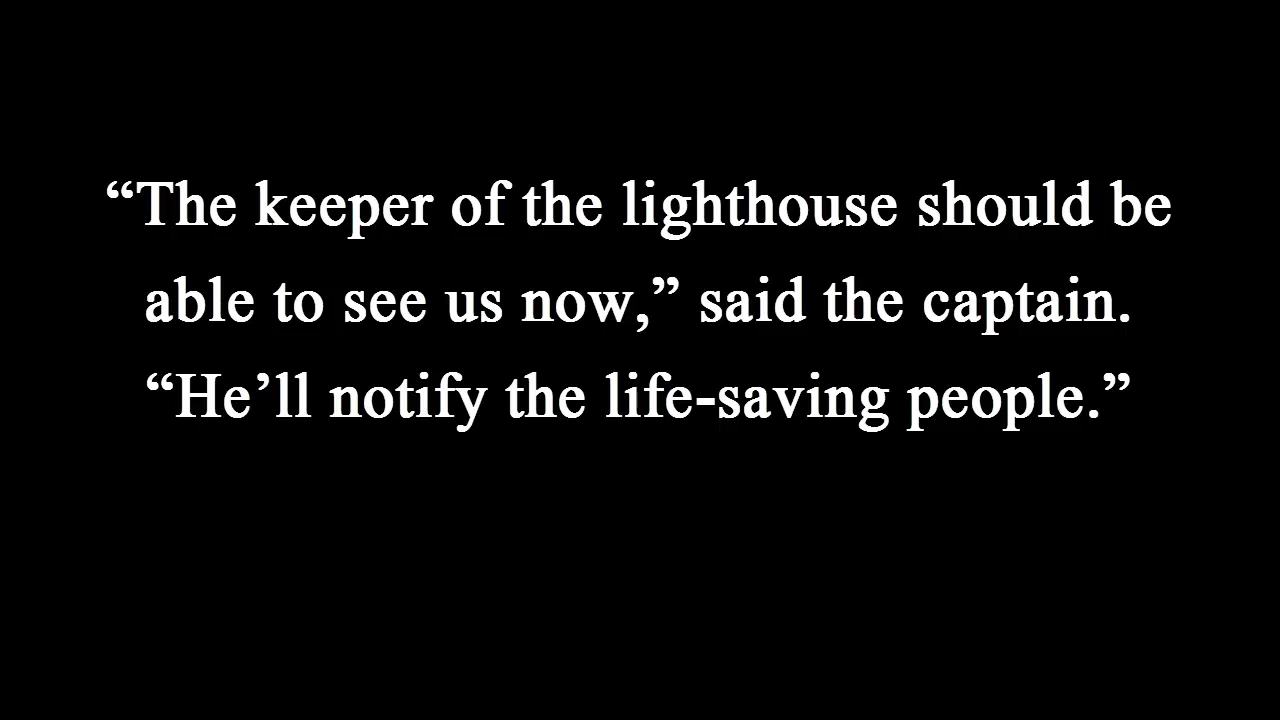 “The keeper of the lighthouse should be
able to see us now,” said the captain.
“He’ll notify the life-saving people.”